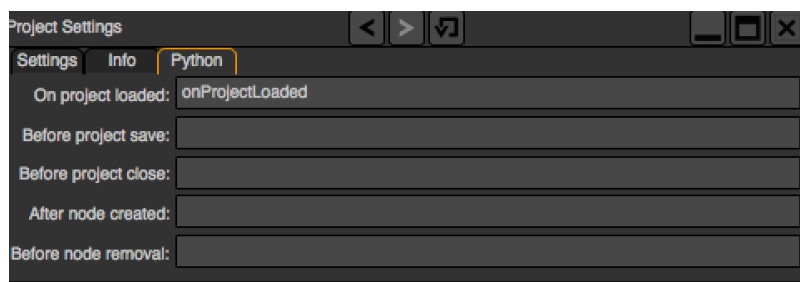 Project Settings
Settings Info Python
On project loaded: onProjectLoaded
Before project save:
Before project close:
After node created:
Before node removal: